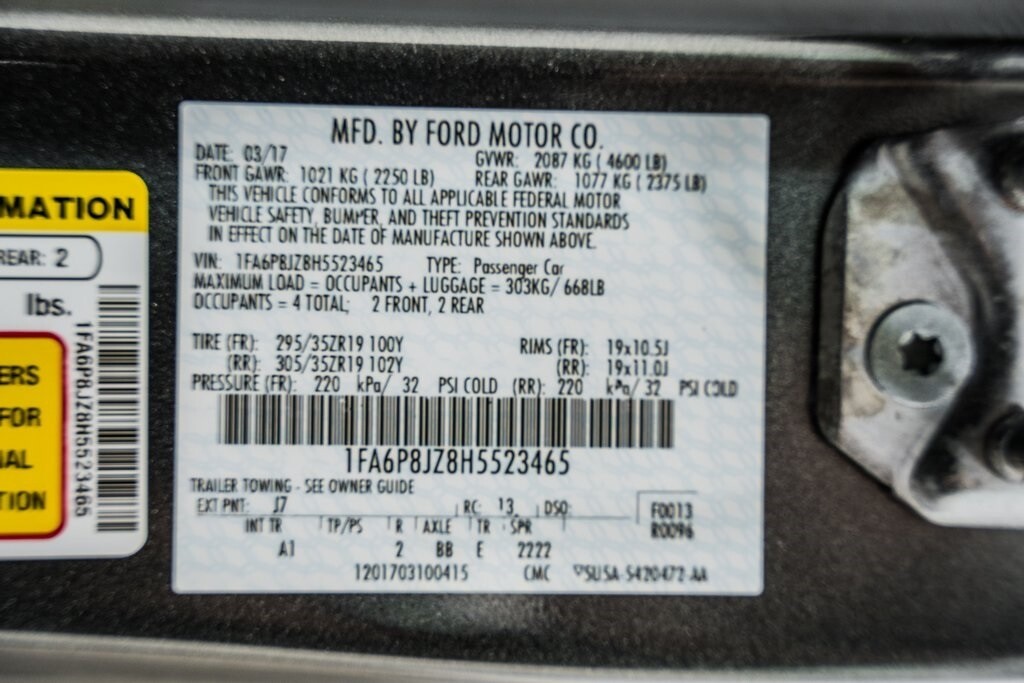 MFD. BY FORD MOTOR CO.
DATE: 03/17 GVWR: 2087 KG ( 4600 LB)
FRONT GAWR: 1021 KG ( 2250 LB) REAR GAWR: 1077 KG ( 2375 LB)
THIS VEHICLE CONFORMS TO ALL APPLICABLE FEDERAL MOTOR
VEHICLE SAFETY, BUMPER, AND THEFT PREVENTION STANDARDS
IN EFFECT ON THE DATE OF MANUFACTURE SHOWN ABOVE.
VIN: 1FA6P8JZ8H5523465 TYPE: Passenger Car
MAXIMUM LOAD = OCCUPANTS + LUGGAGE = 303KG/ 668LB
OCCUPANTS = 4 TOTAL; 2 FRONT, 2 REAR
TIRE (FR): 295/35ZR19 100Y RIMS (FR): 19x10.5J
(RR): 305/35ZR19 102Y (RR): 19x11.0J
PRESSURE (FR): 220 kPa/ 32 PSI COLD (RR): 220 kPa/ 32 PSI COLD
1FA6P8JZ8H5523465
TRAILER TOWING - SEE OWNER GUIDE
EXT PNT: J7 RC: 13 DSO: F0013
R0096
INT TR TP/PS R AXLE TR SPR
A1 2 BB E 2222
1201703100415 CMC 5U5A-5420472-AA
MATION
REAR: 2
lbs.
1FA6P8JZ8H5523465
ERS
FOR
NAL
TION